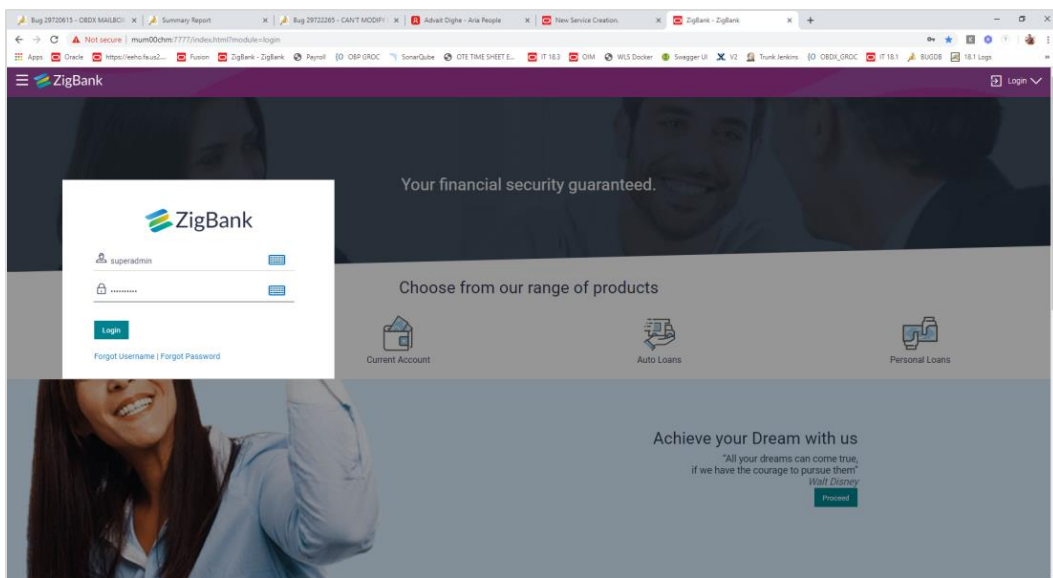 Bug 29720615 - OBDX MAILBOX
Summary Report
Bug 29722265 - CAN'T MODIFY
Advait Dighe - Aria People
New Service Creation.
ZigBank - ZigBank
Not secure | mum00chm:7777/index.html?module=login
Apps Oracle https://eeho.fa.us2... Fusion ZigBank - ZigBank Payroll OBP GROC SonarQube OTE TIME SHEET E... IT 18.3 OIM WLS Docker Swagger UI V2 Trunk Jenkins OBDX_GROC IT 18.1 BUGDB 18.1 Logs
ZigBank
Login
Your financial security guaranteed.
ZigBank
superadmin
..........
Login
Forgot Username | Forgot Password
Choose from our range of products
Current Account
Auto Loans
Personal Loans
Achieve your Dream with us
"All your dreams can come true,
if we have the courage to pursue them"
Walt Disney
Proceed